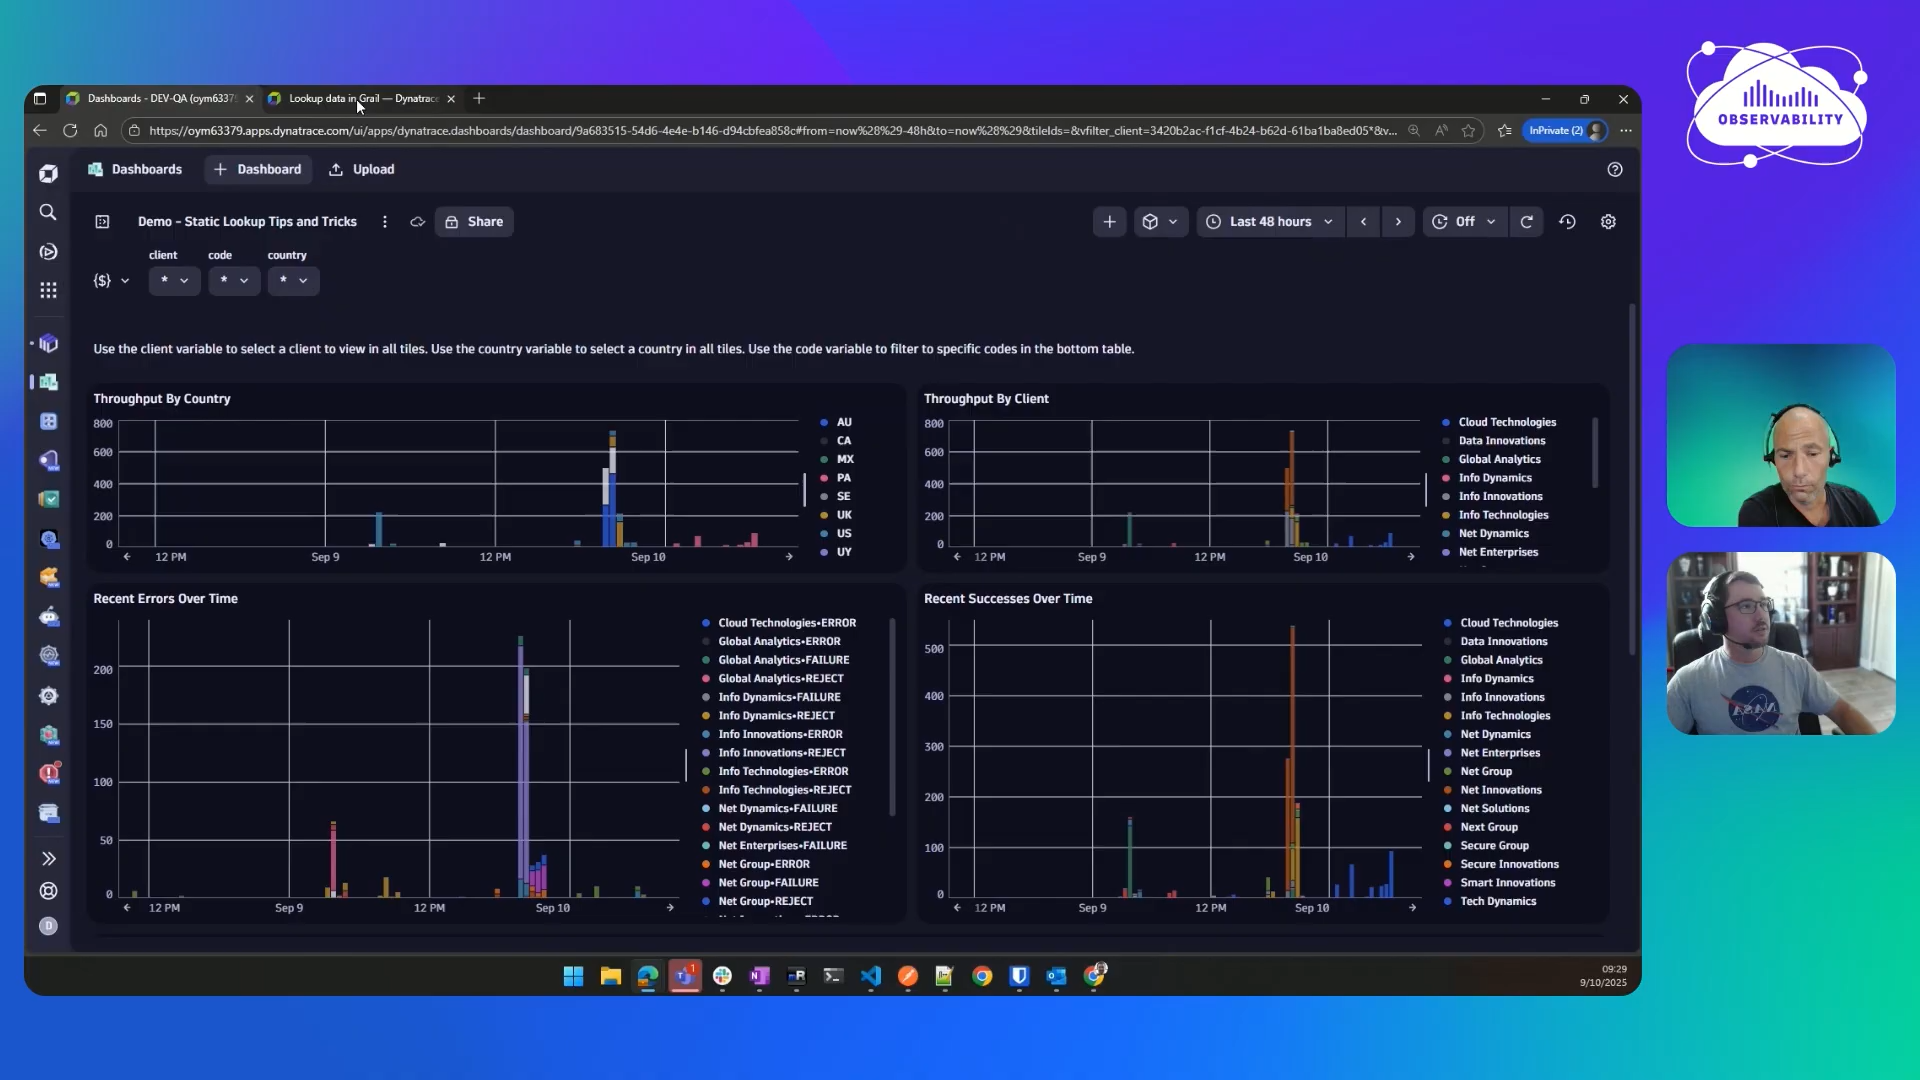 OBSERVABILITY
Dashboards - DEV-QA (oym6337
Lookup data in Grail — Dynatrace
https://oym63379.apps.dynatrace.com/ui/apps/dynatrace.dashboards/dashboard/9a683515-54d6-4e4e-b146-d94cbfea858c#from=now%28%29-48h&to=now%28%29&tileIds=&vfilter_client=3420b2ac-f1cf-4b24-b62d-61ba1ba8ed05*&v...
InPrivate (2)
Dashboards
Dashboard
Upload
Demo - Static Lookup Tips and Tricks
Share
Last 48 hours
Off
client
code
country
{$}
*
*
*
Use the client variable to select a client to view in all tiles. Use the country variable to select a country in all tiles. Use the code variable to filter to specific codes in the bottom table.
Throughput By Country
800
600
400
200
0
12 PM
Sep 9
12 PM
Sep 10
AU
CA
MX
PA
SE
UK
US
UY
Throughput By Client
800
600
400
200
0
12 PM
Sep 9
12 PM
Sep 10
Cloud Technologies
Data Innovations
Global Analytics
Info Dynamics
Info Innovations
Info Technologies
Net Dynamics
Net Enterprises
Recent Errors Over Time
200
150
100
50
0
12 PM
Sep 9
12 PM
Sep 10
Cloud Technologies•ERROR
Global Analytics•ERROR
Global Analytics•FAILURE
Global Analytics•REJECT
Info Dynamics•FAILURE
Info Dynamics•REJECT
Info Innovations•ERROR
Info Innovations•REJECT
Info Technologies•ERROR
Info Technologies•REJECT
Net Dynamics•FAILURE
Net Dynamics•REJECT
Net Enterprises•FAILURE
Net Group•ERROR
Net Group•FAILURE
Net Group•REJECT
Recent Successes Over Time
500
400
300
200
100
0
12 PM
Sep 9
12 PM
Sep 10
Cloud Technologies
Data Innovations
Global Analytics
Info Dynamics
Info Innovations
Info Technologies
Net Dynamics
Net Enterprises
Net Group
Net Innovations
Net Solutions
Next Group
Secure Group
Secure Innovations
Smart Innovations
Tech Dynamics
D
09:29
9/10/2025